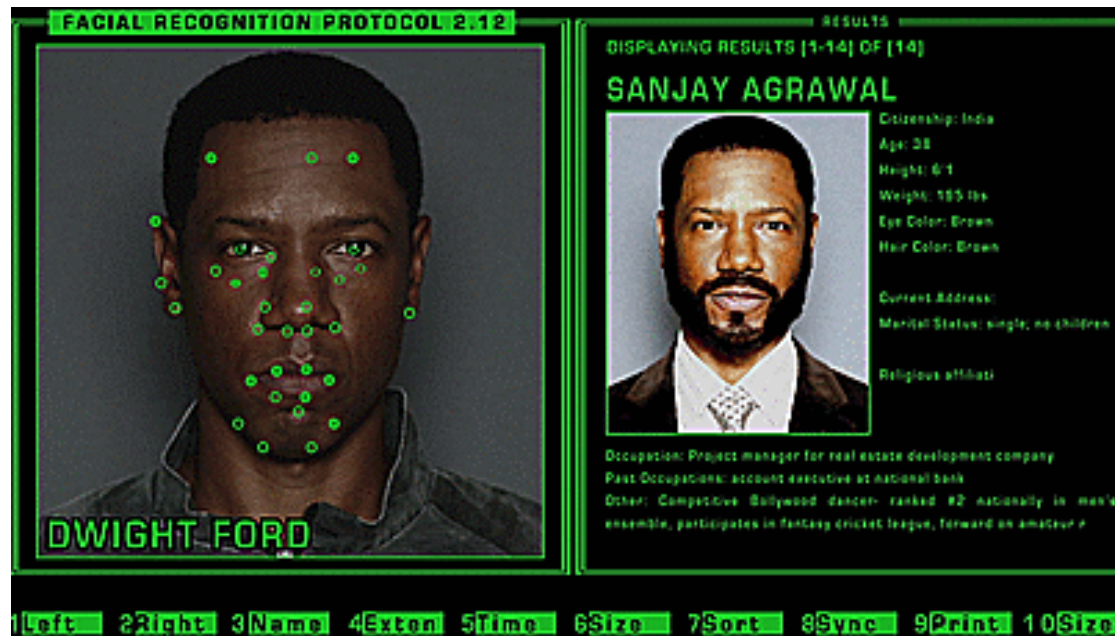 FACIAL RECOGNITION PROTOCOL 2.12
DWIGHT FORD
RESULTS
DISPLAYING RESULTS [1-14] OF [14]
SANJAY AGRAWAL
Citizenship: India
Age: 38
Height: 6'1
Weight: 195 lbs
Eye Color: Brown
Hair Color: Brown
Current Address:
Marital Status: single; no children
Religious affiliati
Occupation: Project manager for real estate development company
Past Occupations: account executive at national bank
Other: Competitive Bollywood dancer- ranked #2 nationally in men's
ensemble, participates in fantasy cricket league, forward on amateur r
1Left 2Right 3Name 4Exten 5Time 6Size 7Sort 8Sync 9Print 10Size